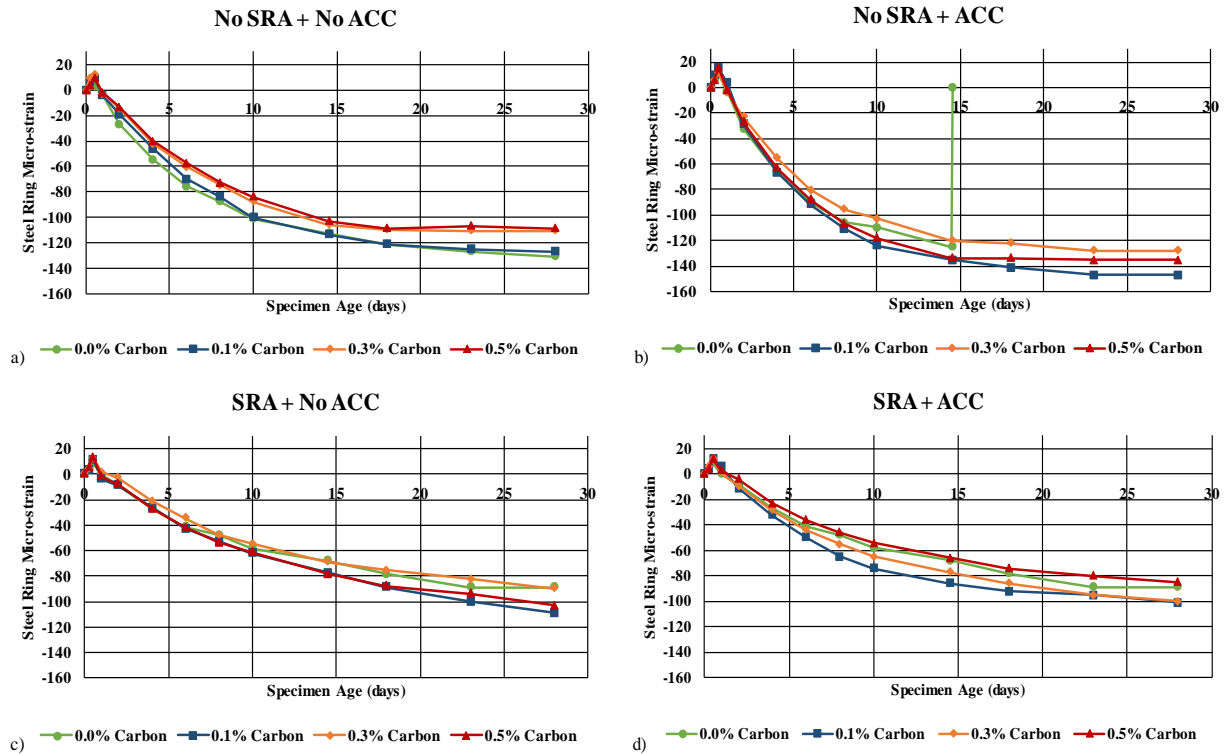 No SRA + No ACC
20
0
-20
-40
-60
-80
-100
-120
-140
-160
0 5 10 15 20 25 30
Steel Ring Micro-strain
Specimen Age (days)
a) 0.0% Carbon 0.1% Carbon 0.3% Carbon 0.5% Carbon
No SRA + ACC
20
0
-20
-40
-60
-80
-100
-120
-140
-160
0 5 10 15 20 25 30
Steel Ring Micro-strain
Specimen Age (days)
b) 0.0% Carbon 0.1% Carbon 0.3% Carbon 0.5% Carbon
SRA + No ACC
20
0
-20
-40
-60
-80
-100
-120
-140
-160
0 5 10 15 20 25 30
Steel Ring Micro-strain
Specimen Age (days)
c) 0.0% Carbon 0.1% Carbon 0.3% Carbon 0.5% Carbon
SRA + ACC
20
0
-20
-40
-60
-80
-100
-120
-140
-160
0 5 10 15 20 25 30
Steel Ring Micro-strain
Specimen Age (days)
d) 0.0% Carbon 0.1% Carbon 0.3% Carbon 0.5% Carbon